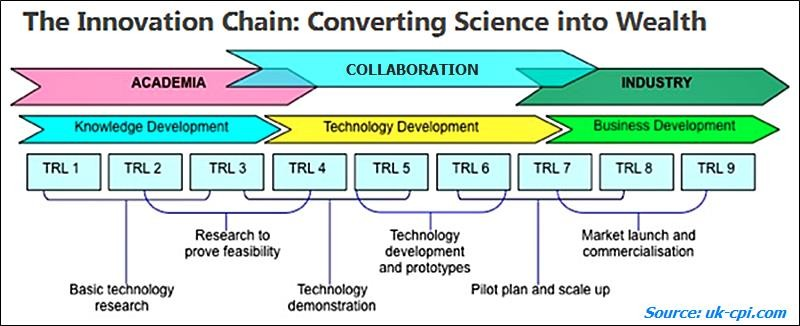 The Innovation Chain: Converting Science into Wealth
ACADEMIA
COLLABORATION
INDUSTRY
Knowledge Development
Technology Development
Business Development
TRL 1
TRL 2
TRL 3
TRL 4
TRL 5
TRL 6
TRL 7
TRL 8
TRL 9
Research to
prove feasibility
Technology
development
and prototypes
Market launch and
commercialisation
Basic technology
research
Technology
demonstration
Pilot plan and scale up
Source: uk-cpi.com